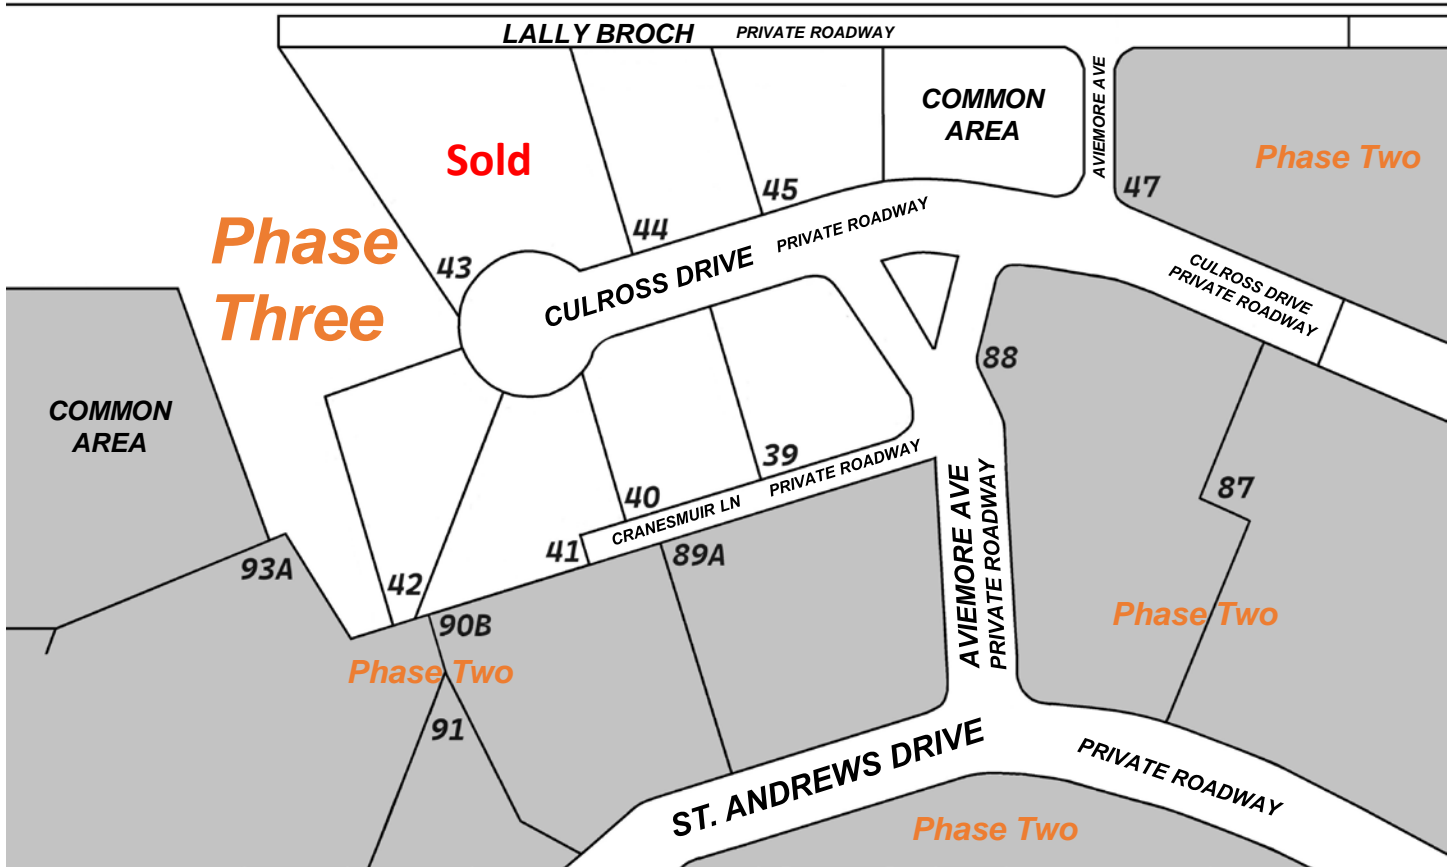 LALLY BROCH PRIVATE ROADWAY
AVIEMORE AVE
COMMON
AREA
Sold
Phase Two
45
47
44
PRIVATE ROADWAY
Phase
Three
43
CULROSS DRIVE
CULROSS DRIVE
PRIVATE ROADWAY
88
COMMON
AREA
39
PRIVATE ROADWAY
87
40
CRANESMUIR LN
41
89A
93A
42
90B
AVIEMORE AVE
PRIVATE ROADWAY
Phase Two
Phase Two
91
ST. ANDREWS DRIVE
PRIVATE ROADWAY
Phase Two